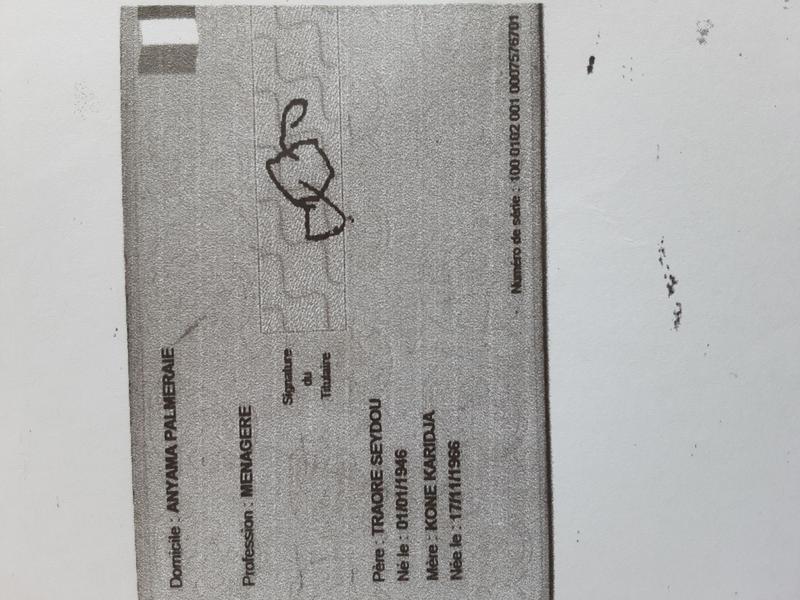 Domicile : ANYAMA PALMERAIE
Profession : MENAGERE
Signature
du
Titulaire
Père : TRAORE SEYDOU
Né le : 01/01/1946
Mère : KONE KARIDJA
Née le : 17/11/1966
Numéro de série : 100 0102 001 0007576701